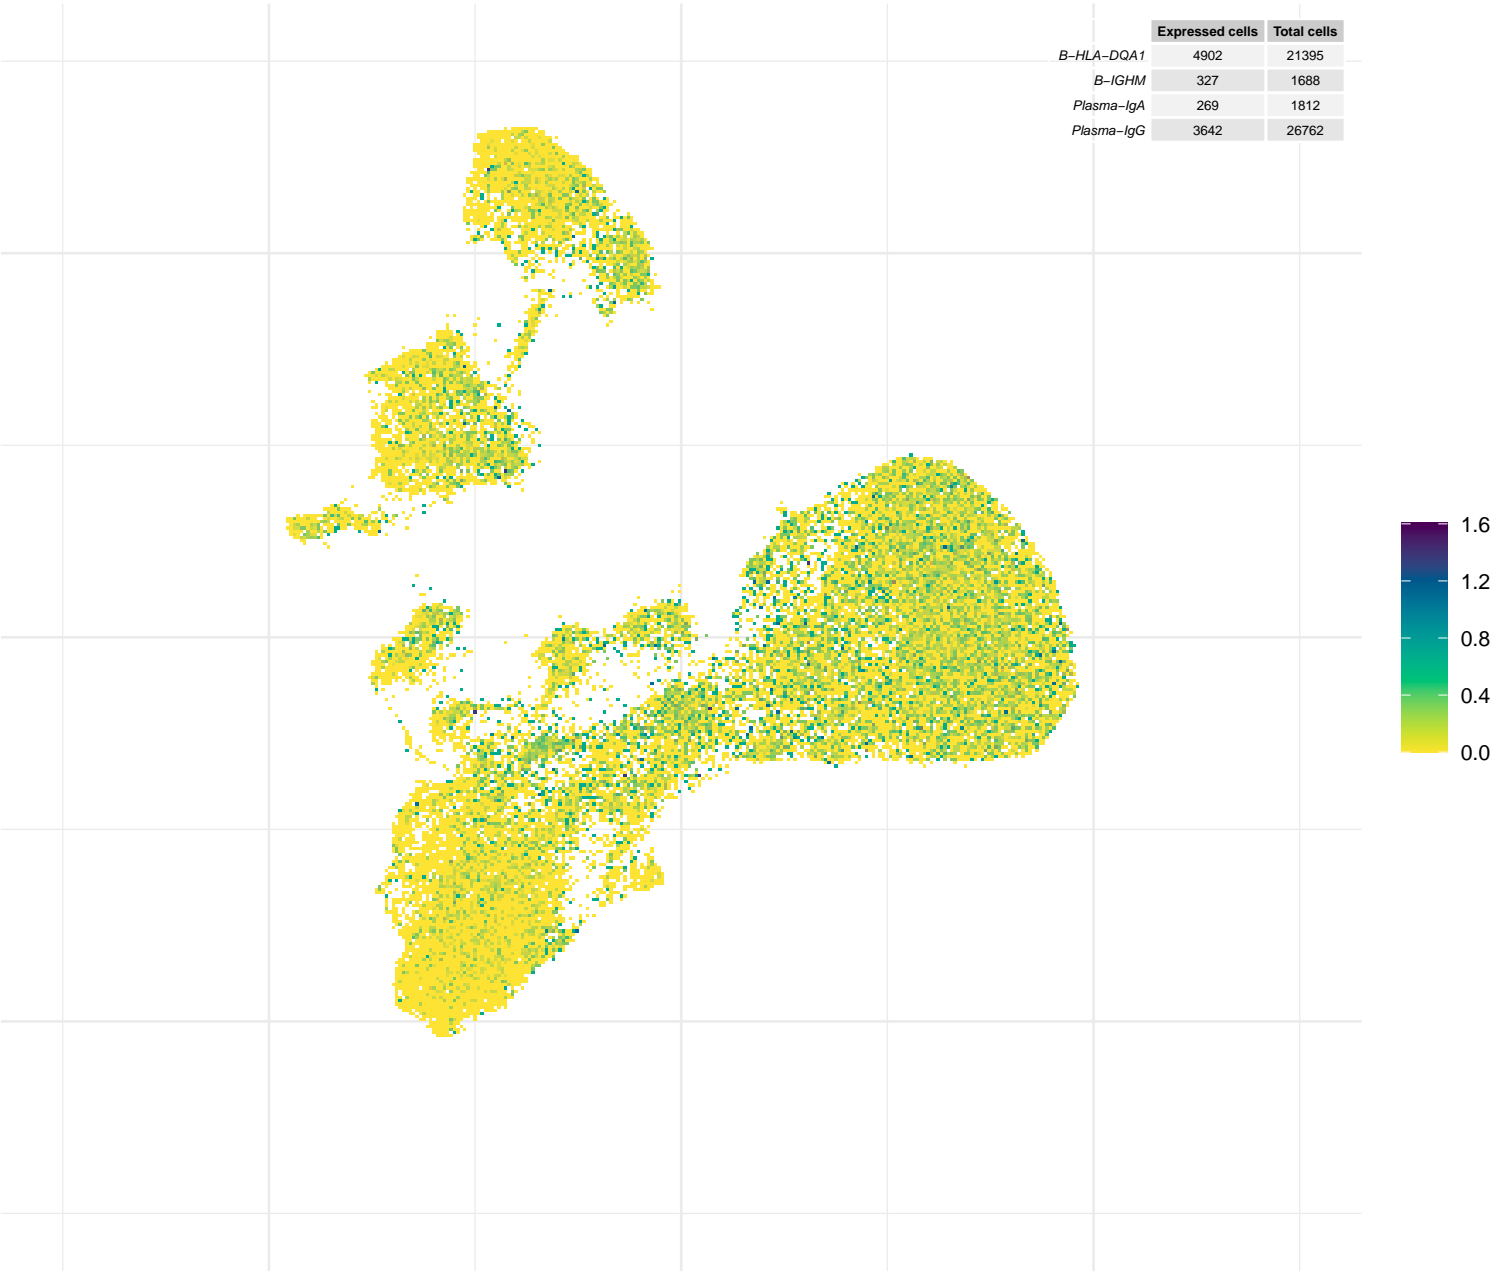 Expressed cells Total cells
B−HLA−DQA1 4902 21395
B−IGHM 327 1688
Plasma−IgA 269 1812
Plasma−IgG 3642 26762
1.6
1.2
0.8
0.4
0.0